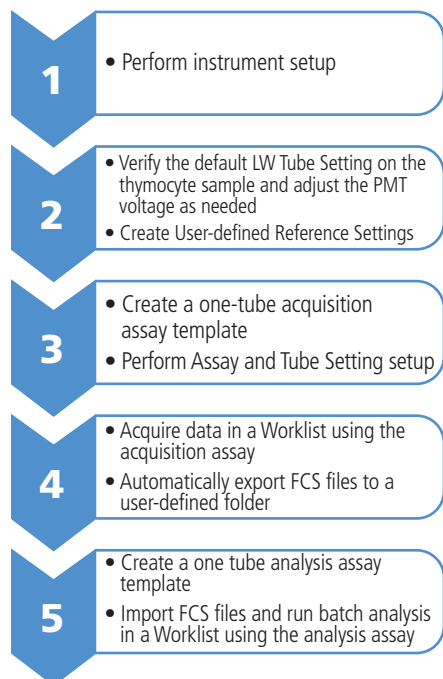 1
• Perform instrument setup
2
• Verify the default LW Tube Setting on the
thymocyte sample and adjust the PMT
voltage as needed
• Create User-defined Reference Settings
3
• Create a one-tube acquisition
assay template
• Perform Assay and Tube Setting setup
4
• Acquire data in a Worklist using the
acquisition assay
• Automatically export FCS files to a
user-defined folder
5
• Create a one tube analysis assay
template
• Import FCS files and run batch analysis
in a Worklist using the analysis assay